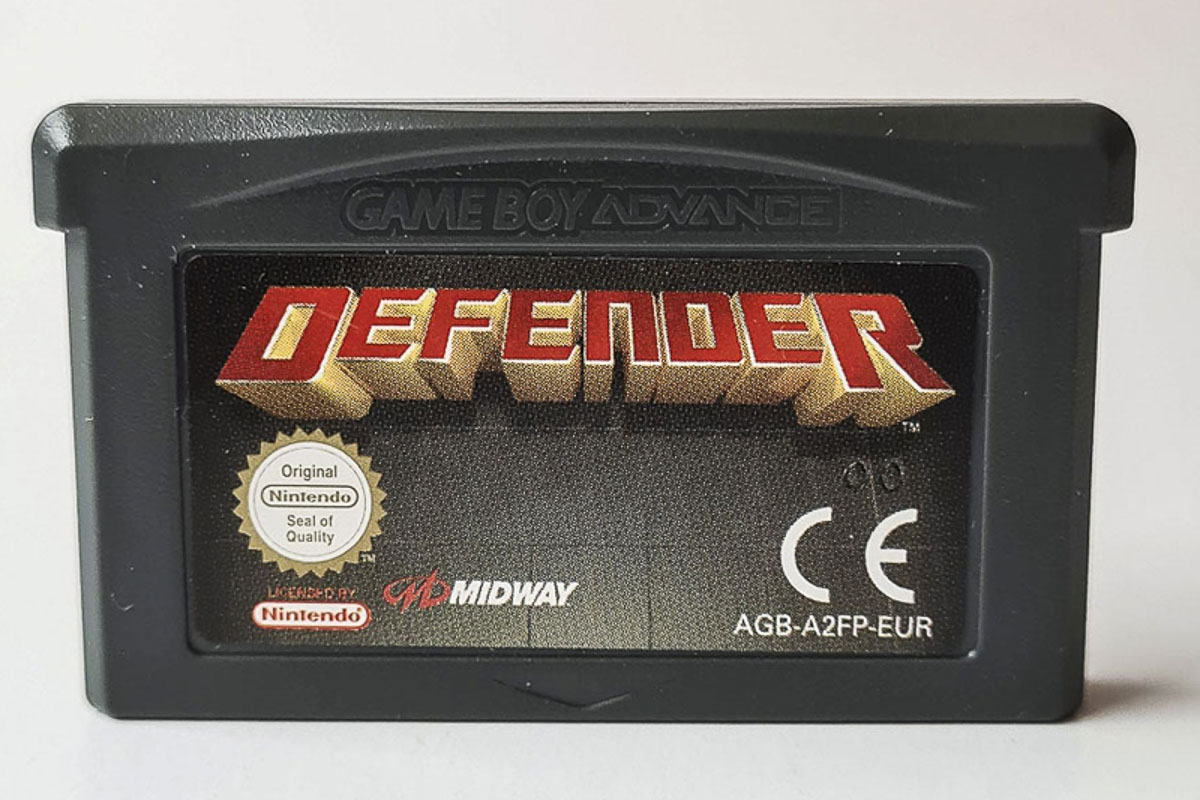 GAME BOY ADVANCE
DEFENDER
TM
00
Original
Nintendo
Seal of
Quality
TM
CE
LICENSED BY
Nintendo
MIDWAY
AGB-A2FP-EUR